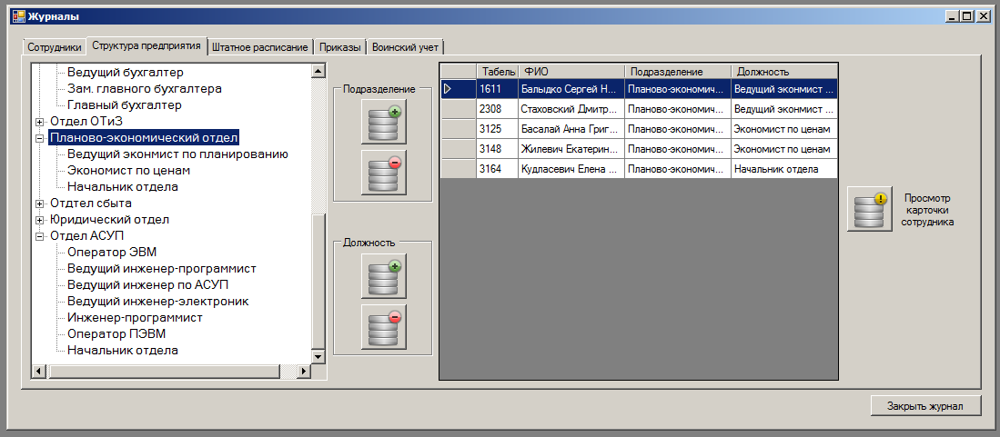 Журналы
Сотрудники Структура предприятия Штатное расписание Приказы Воинский учет
Ведущий бухгалтер
Зам. главного бухгалтера
Главный бухгалтер
Отдел ОТиЗ
Планово-экономический отдел
Ведущий эконмист по планированию
Экономист по ценам
Начальник отдела
Отдтел сбыта
Юридический отдел
Отдел АСУП
Оператор ЭВМ
Ведущий инженер-программист
Ведущий инженер по АСУП
Ведущий инженер-электроник
Инженер-программист
Оператор ПЭВМ
Начальник отдела
Подразделение
Должность
Табель ФИО Подразделение Должность
1611 Балыдко Сергей Н... Планово-экономич... Ведущий эконмист ...
2308 Стаховский Дмитр... Планово-экономич... Ведущий эконмист ...
3125 Басалай Анна Григ... Планово-экономич... Экономист по ценам
3148 Жилевич Екатерин... Планово-экономич... Экономист по ценам
3164 Кудласевич Елена ... Планово-экономич... Начальник отдела
Просмотр
карточки
сотрудника
Закрыть журнал